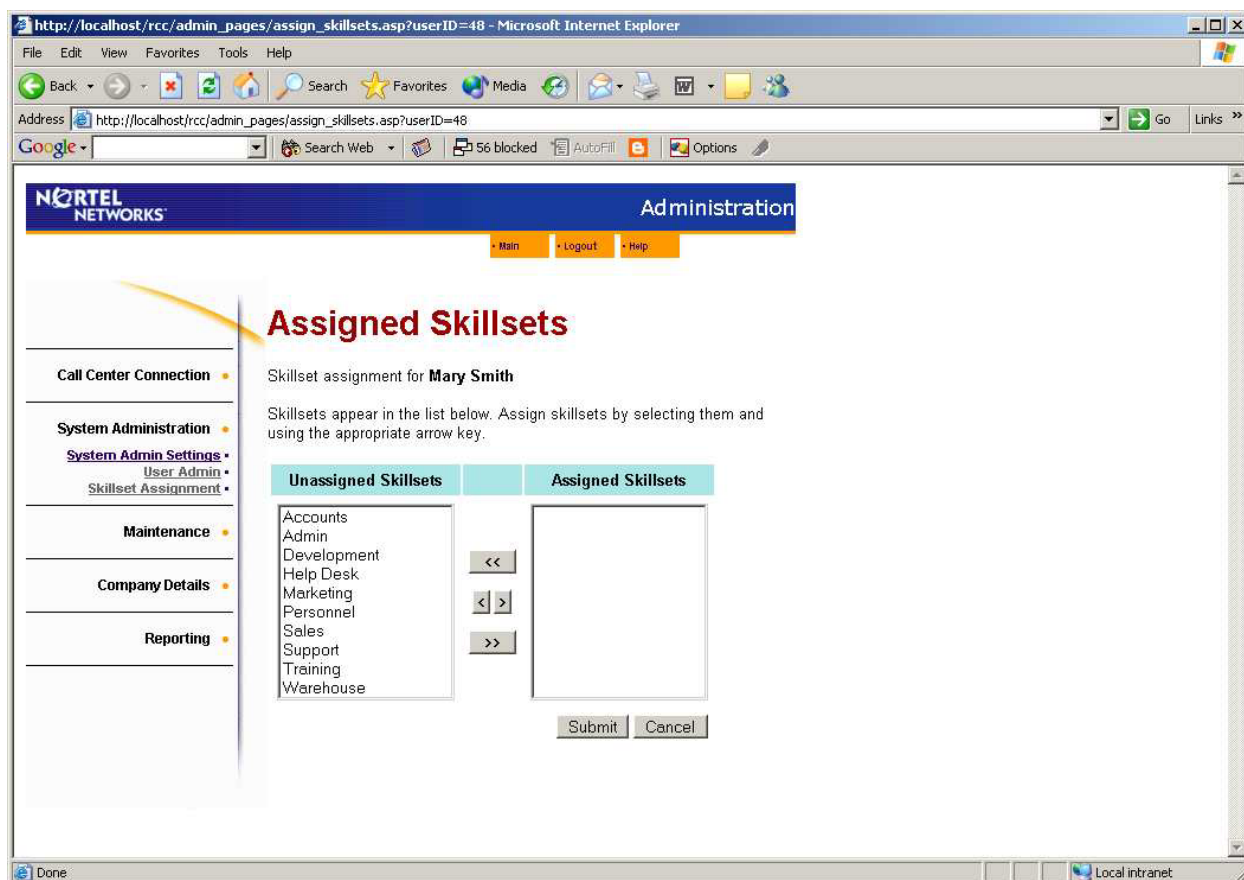 http://localhost/rcc/admin_pages/assign_skillsets.asp?userID=48 - Microsoft Internet Explorer
File Edit View Favorites Tools Help
Back Search Favorites Media
Address http://localhost/rcc/admin_pages/assign_skillsets.asp?userID=48 Go Links »
Google Search Web 56 blocked AutoFill Options
NORTEL
NETWORKS
Administration
Main Logout Help
Assigned Skillsets
Call Center Connection
Skillset assignment for Mary Smith
Skillsets appear in the list below. Assign skillsets by selecting them and
using the appropriate arrow key.
System Administration
System Admin Settings
User Admin
Skillset Assignment
Maintenance
Company Details
Reporting
Unassigned Skillsets Assigned Skillsets
Accounts
Admin
Development
Help Desk
Marketing
Personnel
Sales
Support
Training
Warehouse
<<
< >
>>
Submit Cancel
Done Local intranet